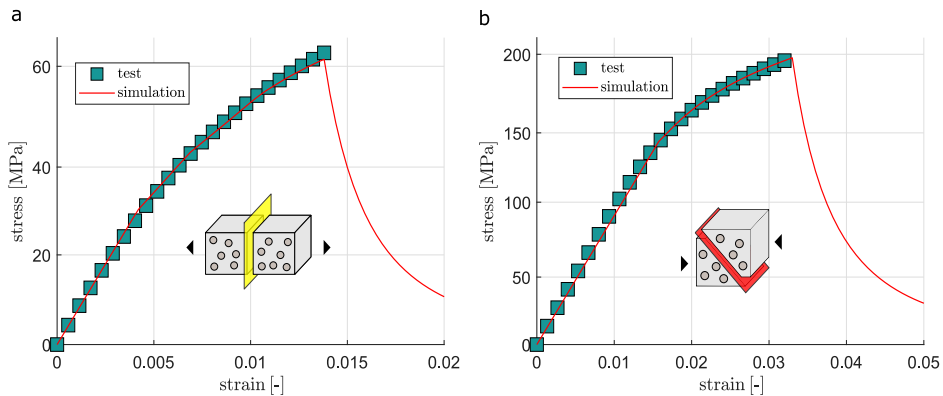 a
stress [MPa]
60
40
20
0
test
simulation
0 0.005 0.01 0.015 0.02
strain [-]
b
stress [MPa]
200
150
100
50
0
test
simulation
0 0.01 0.02 0.03 0.04 0.05
strain [-]